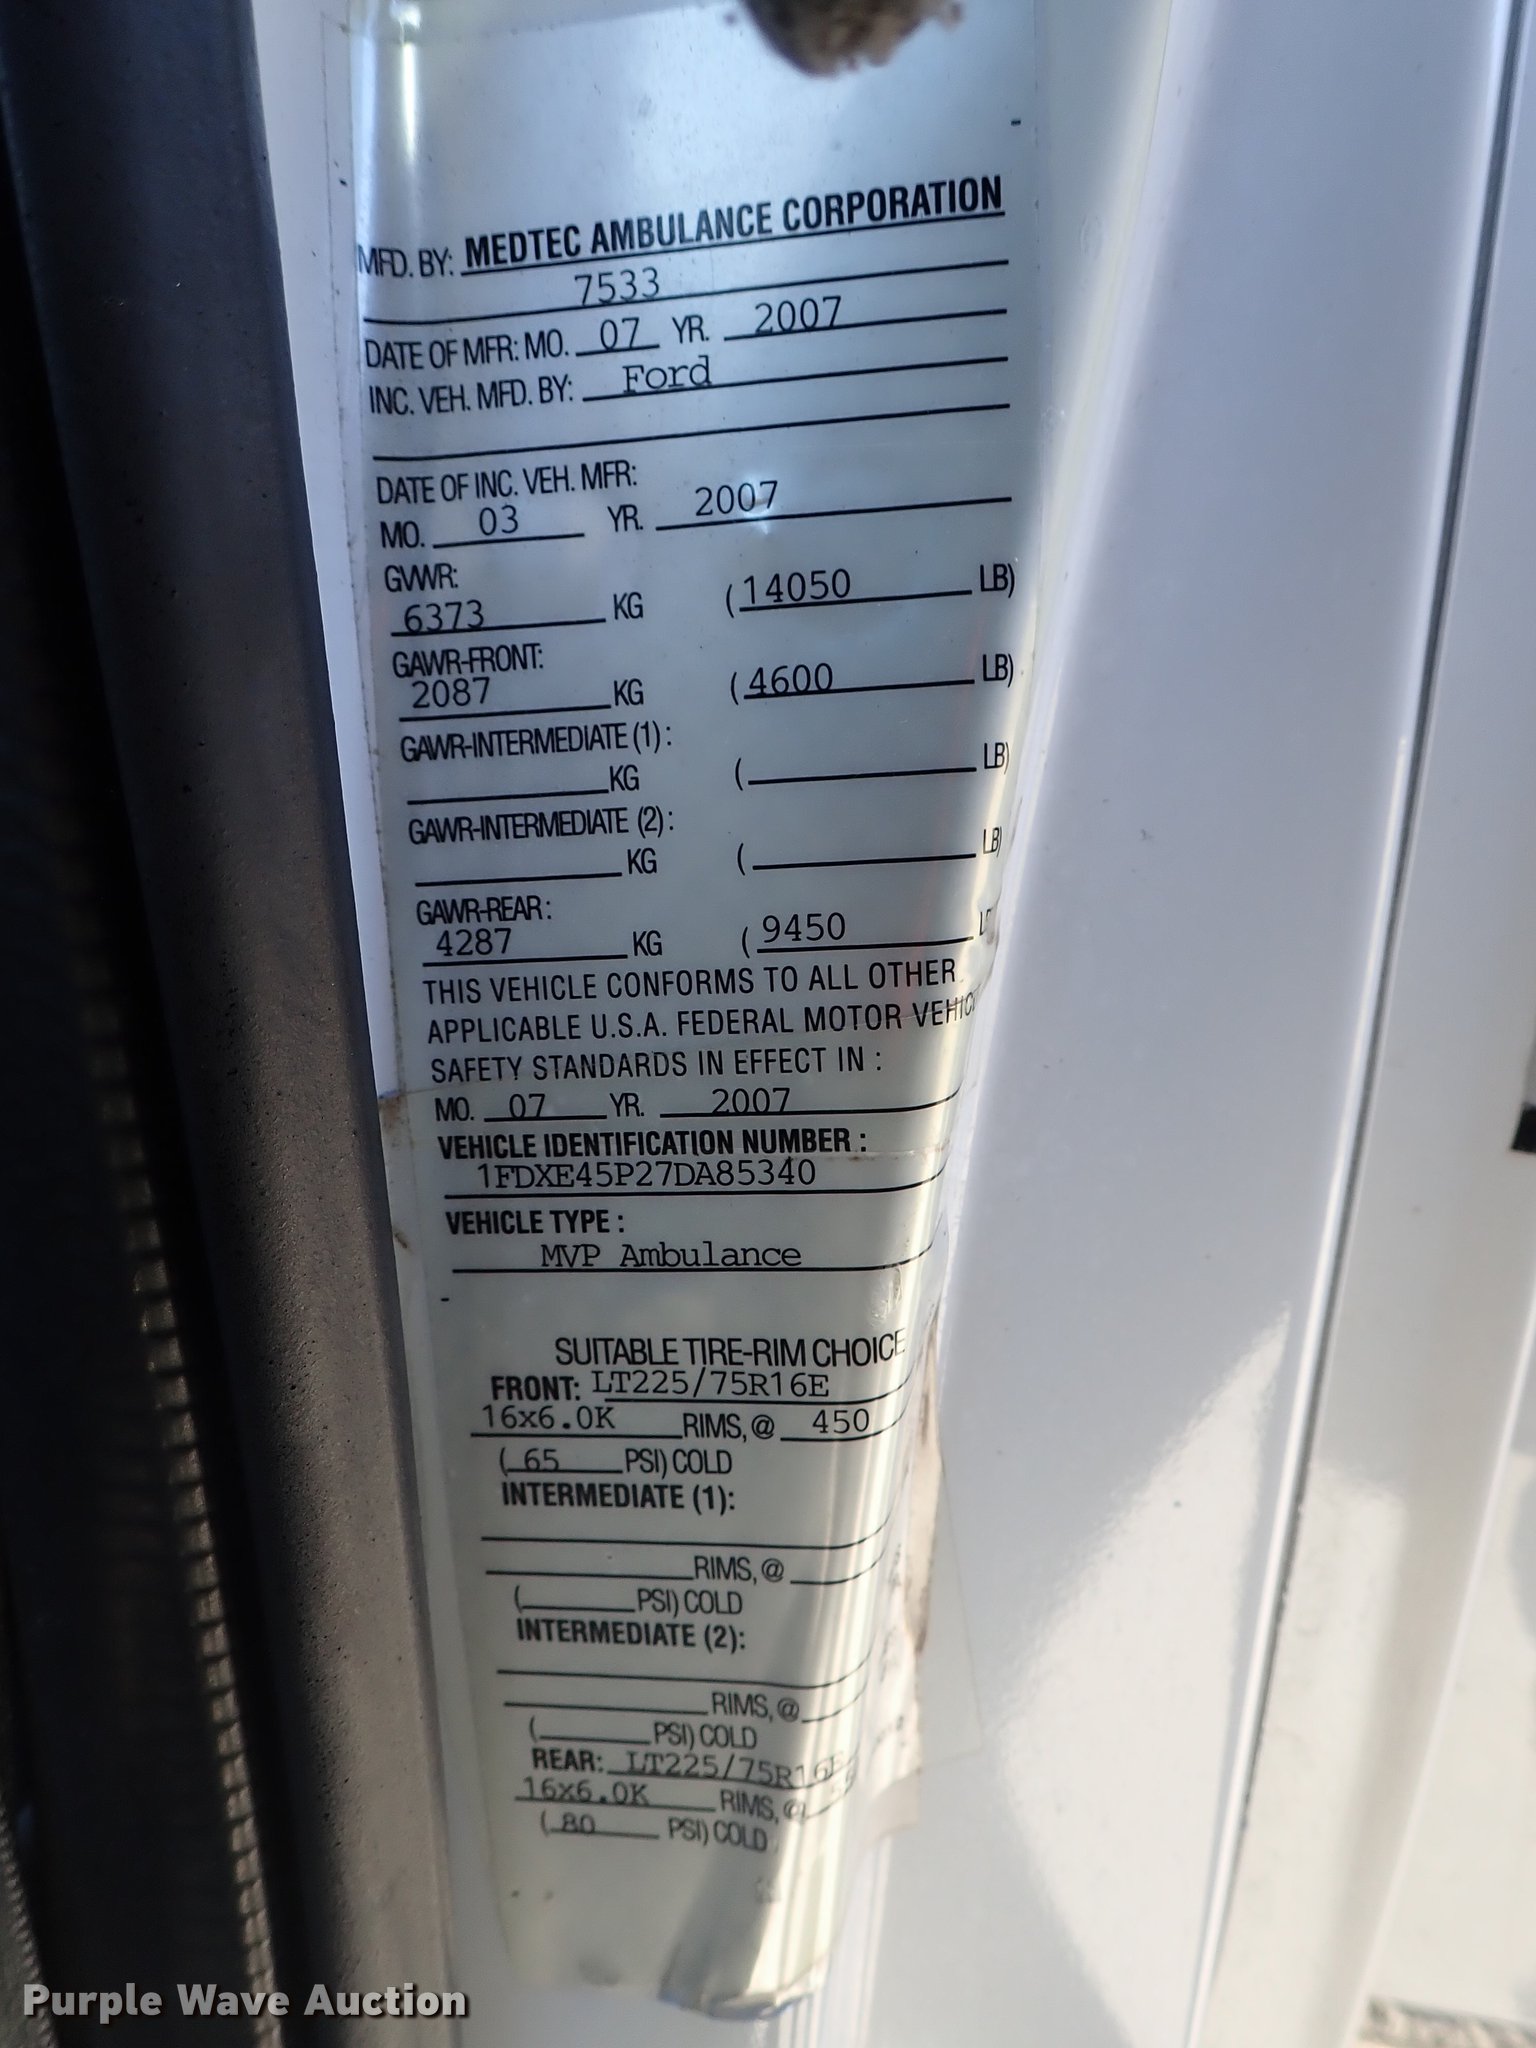 MFD. BY: MEDTEC AMBULANCE CORPORATION
7533
DATE OF MFR: MO. 07 YR. 2007
INC. VEH. MFD. BY: Ford
DATE OF INC. VEH. MFR:
MO. 03 YR. 2007
GVWR:
6373 KG (14050 LB)
GAWR-FRONT:
2087 KG (4600 LB)
GAWR-INTERMEDIATE (1) :
KG ( LB)
GAWR-INTERMEDIATE (2) :
KG ( LB)
GAWR-REAR :
4287 KG (9450
THIS VEHICLE CONFORMS TO ALL OTHER
APPLICABLE U.S.A. FEDERAL MOTOR VEHIC
SAFETY STANDARDS IN EFFECT IN :
MO. 07 YR. 2007
VEHICLE IDENTIFICATION NUMBER :
1FDXE45P27DA85340
VEHICLE TYPE :
MVP Ambulance
SUITABLE TIRE-RIM CHOICE
FRONT: LT225/75R16E
16x6.0K RIMS, @ 450
(65 PSI) COLD
INTERMEDIATE (1):
RIMS, @
( PSI) COLD
INTERMEDIATE (2):
RIMS, @
( PSI) COLD
REAR: LT225/75R16E
16x6.0K RIMS, @
(80 PSI) COLD
Purple Wave Auction